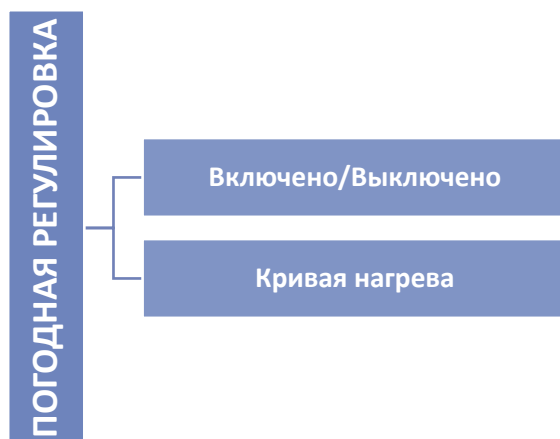 ПОГОДНАЯ РЕГУЛИРОВКА
Включено/Выключено
Кривая нагрева